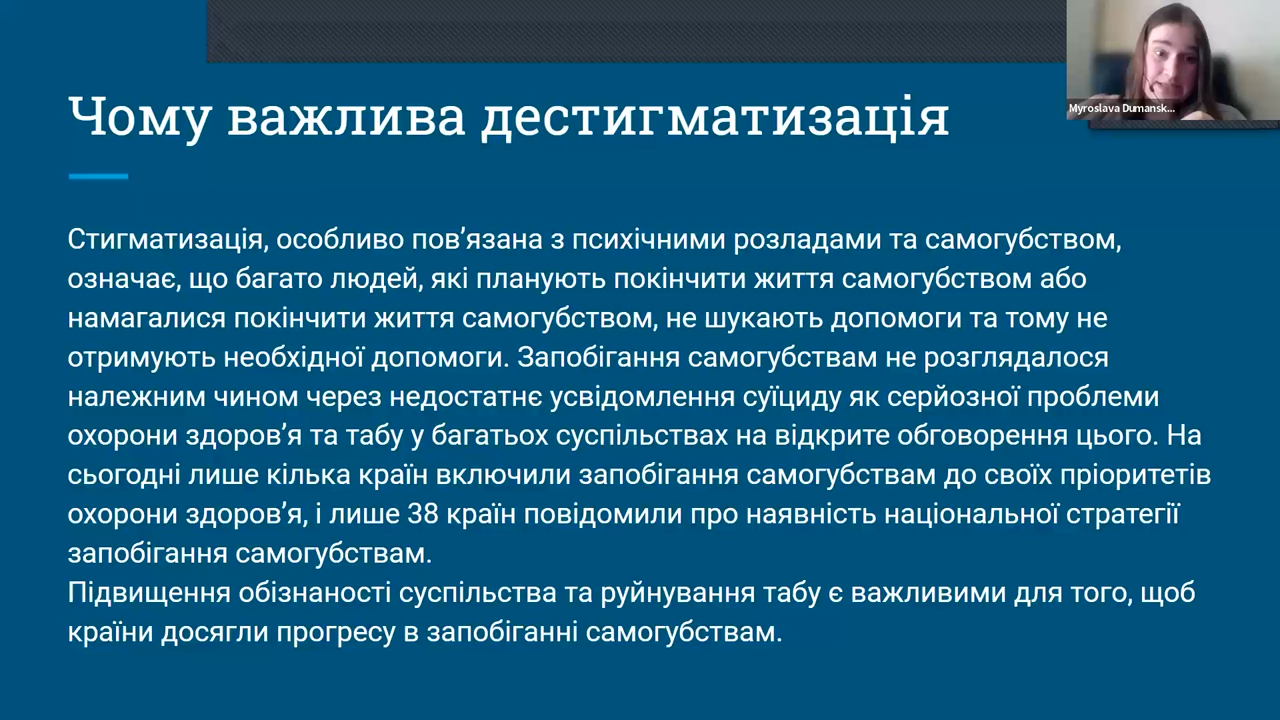 Myroslava Dumansk...
Чому важлива дестигматизація
Стигматизація, особливо пов’язана з психічними розладами та самогубством,
означає, що багато людей, які планують покінчити життя самогубством або
намагалися покінчити життя самогубством, не шукають допомоги та тому не
отримують необхідної допомоги. Запобігання самогубствам не розглядалося
належним чином через недостатнє усвідомлення суїциду як серйозної проблеми
охорони здоров’я та табу у багатьох суспільствах на відкрите обговорення цього. На
сьогодні лише кілька країн включили запобігання самогубствам до своїх пріоритетів
охорони здоров’я, і лише 38 країн повідомили про наявність національної стратегії
запобігання самогубствам.
Підвищення обізнаності суспільства та руйнування табу є важливими для того, щоб
країни досягли прогресу в запобіганні самогубствам.